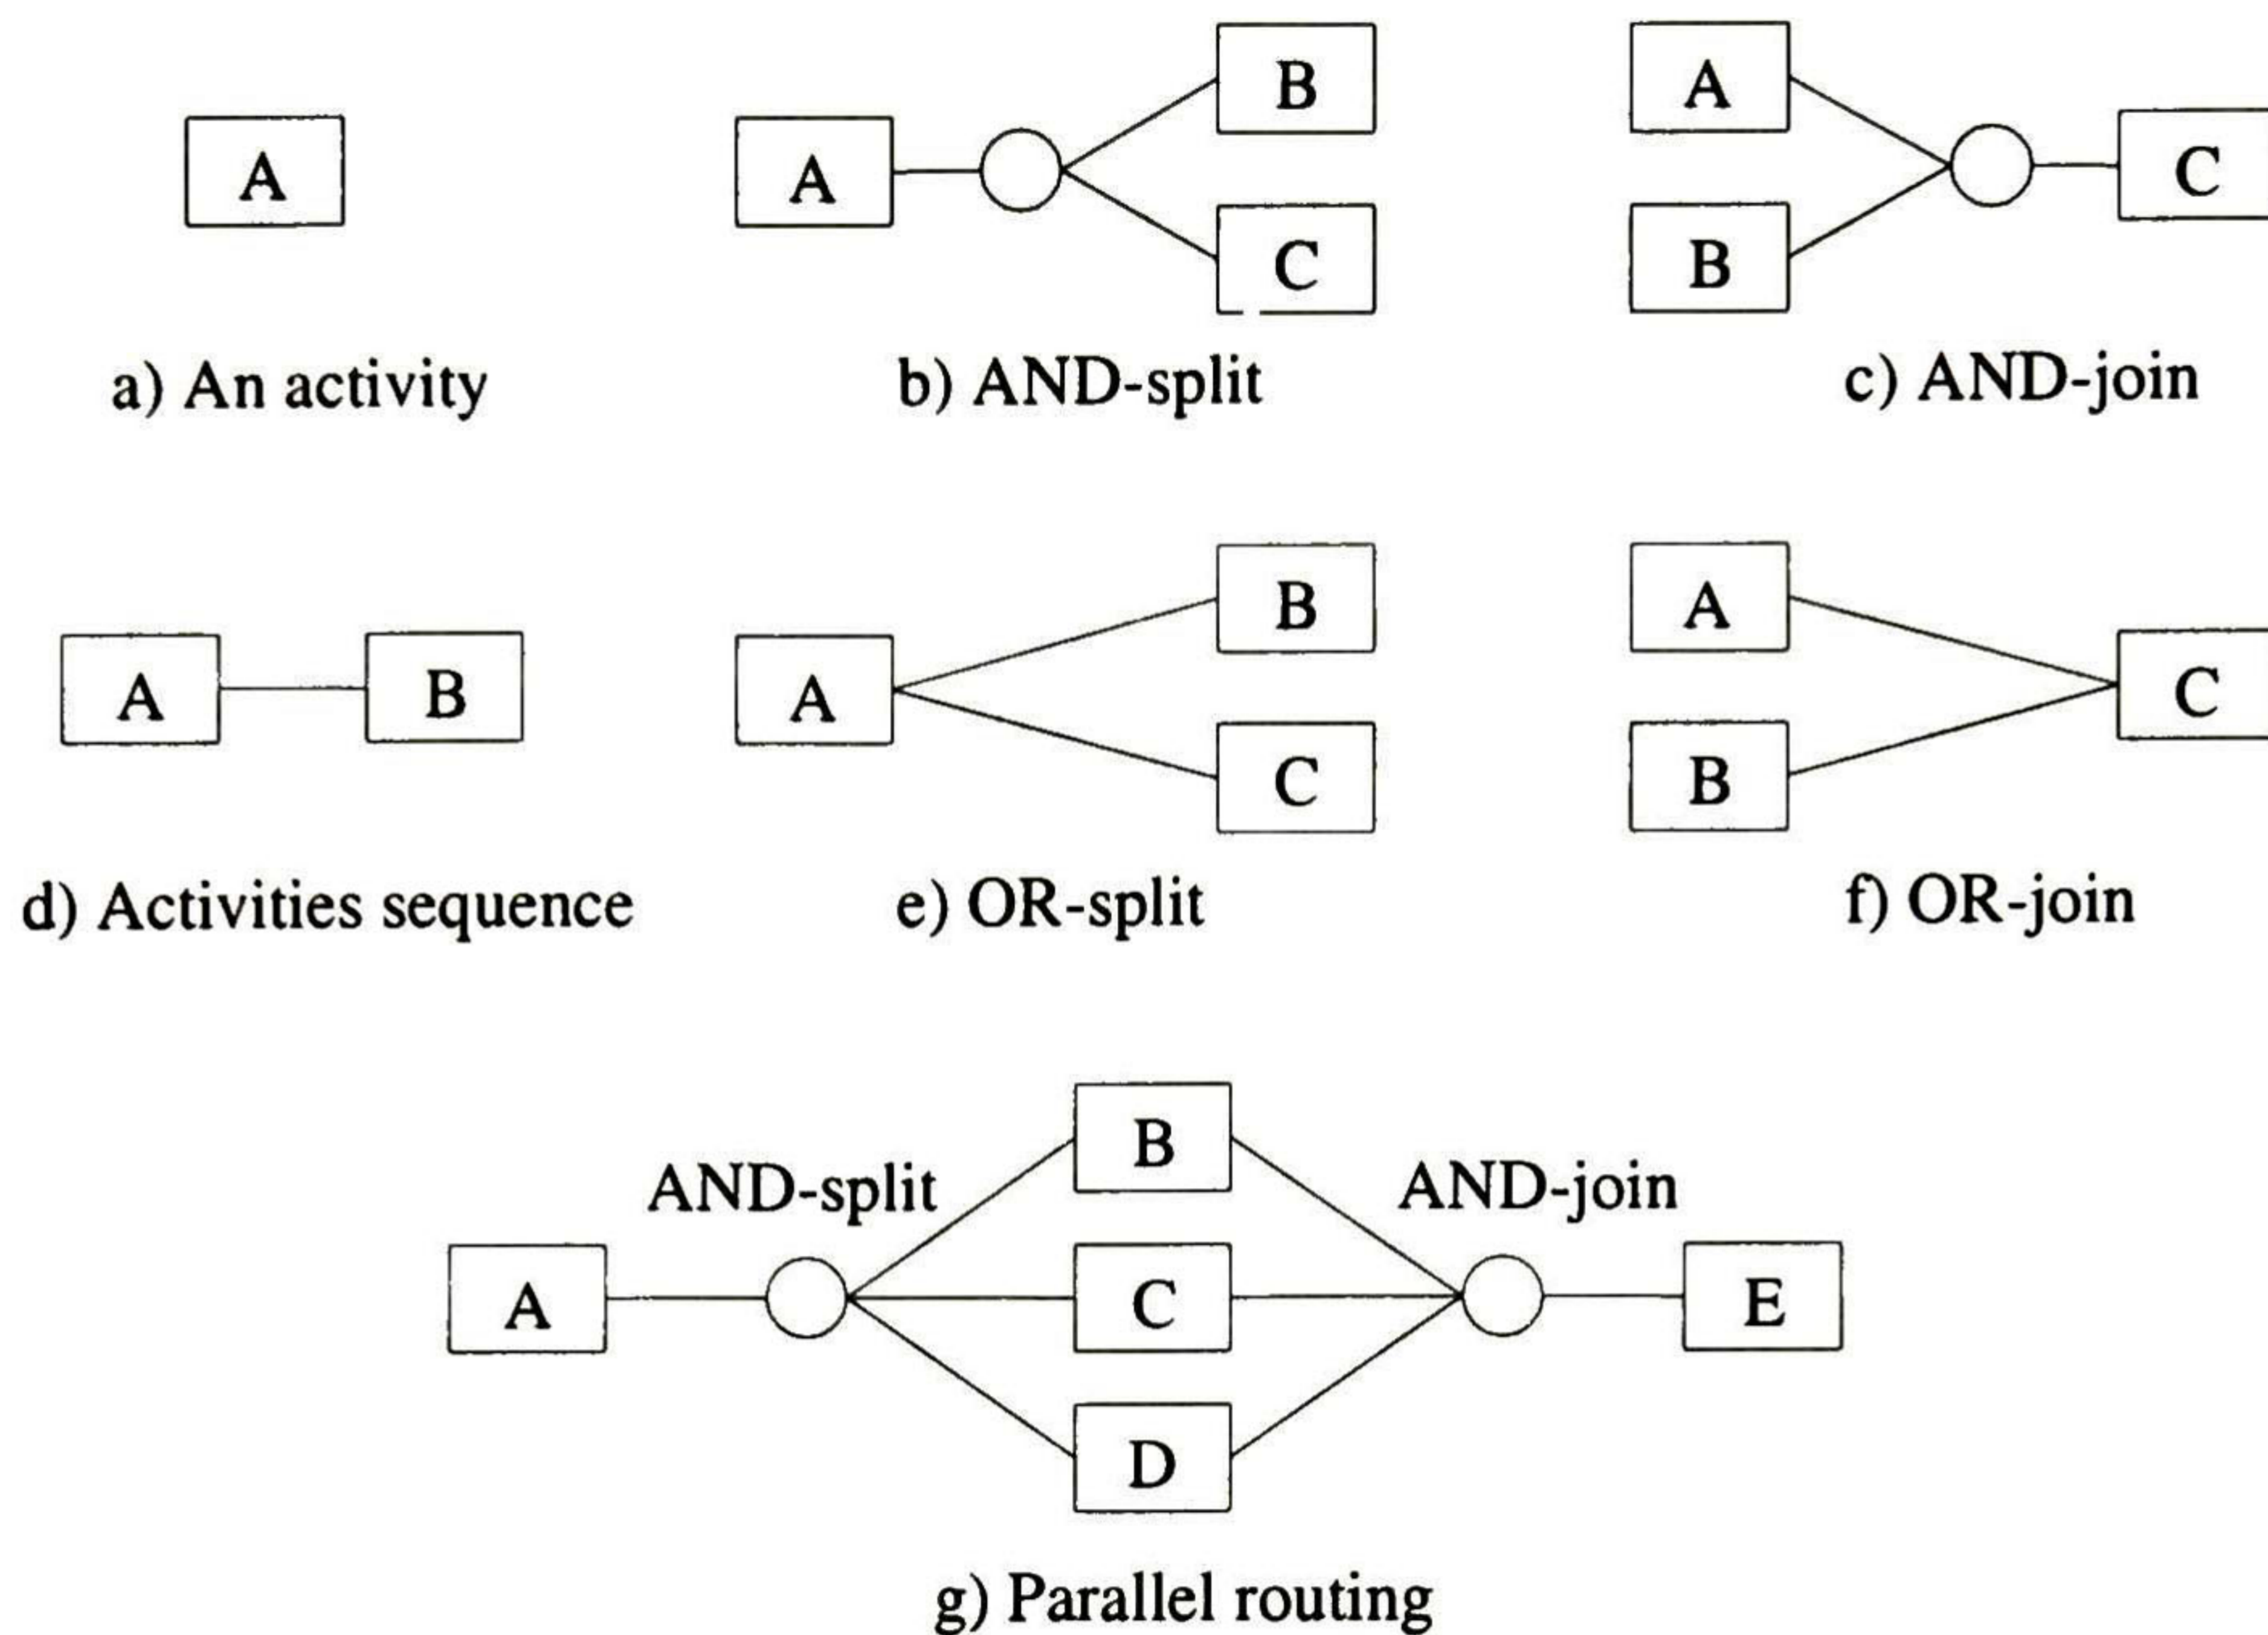 B
A
A
A
C
C
B
a) An activity
b) AND-split
c) AND-join
B
A
A
B
A
C
C
B
d) Activities sequence
e) OR-split
f) OR-join
B
AND-split
AND-join
A
C
E
D
g) Parallel routing